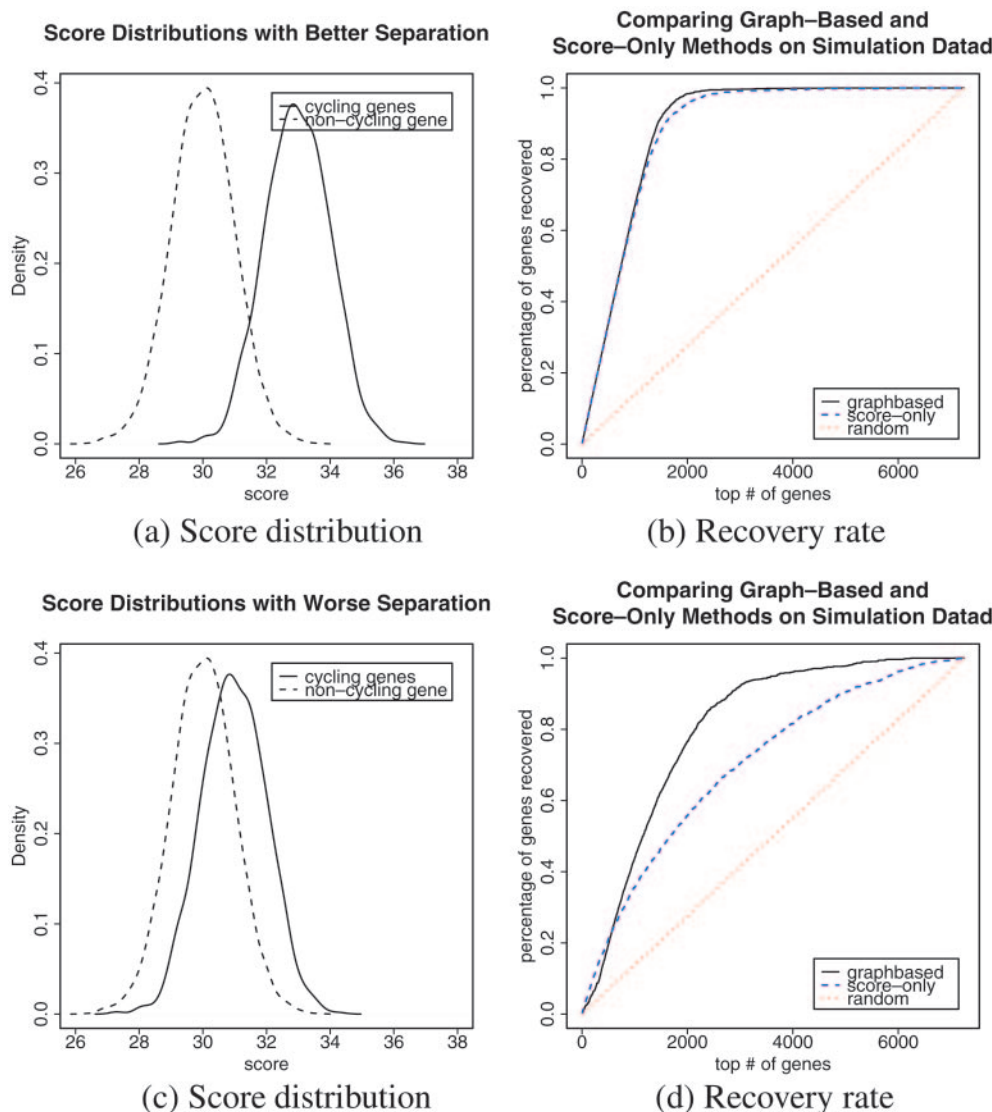 Score Distributions with Better Separation
Density
0.0 0.1 0.2 0.3 0.4
cycling genes
non–cycling gene
26 28 30 32 34 36 38
score
(a) Score distribution
Comparing Graph–Based and
Score–Only Methods on Simulation Datad
percentage of genes recovered
0.0 0.2 0.4 0.6 0.8 1.0
graphbased
score–only
random
0 2000 4000 6000
top # of genes
(b) Recovery rate
Score Distributions with Worse Separation
Density
0.0 0.1 0.2 0.3 0.4
cycling genes
non–cycling gene
26 28 30 32 34 36 38
score
(c) Score distribution
Comparing Graph–Based and
Score–Only Methods on Simulation Datad
percentage of genes recovered
0.0 0.2 0.4 0.6 0.8 1.0
graphbased
score–only
random
0 2000 4000 6000
top # of genes
(d) Recovery rate